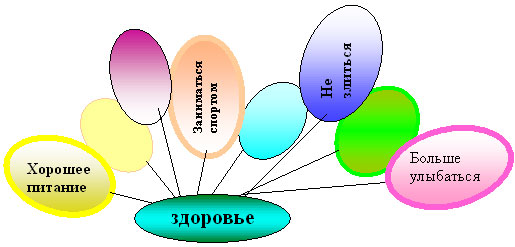 Хорошее
питание
Заниматься
спортом
Не
злиться
Больше
улыбаться
здоровье